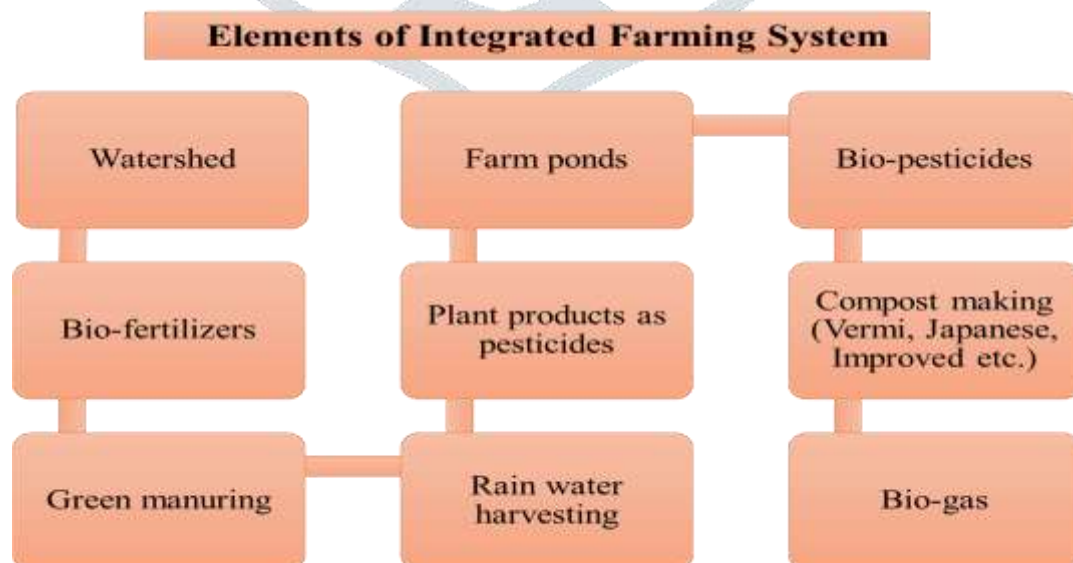 Elements of Integrated Farming System
Watershed
Bio-fertilizers
Green manuring
Rain water
harvesting
Plant products as
pesticides
Farm ponds
Bio-pesticides
Compost making
(Vermi, Japanese,
Improved etc.)
Bio-gas